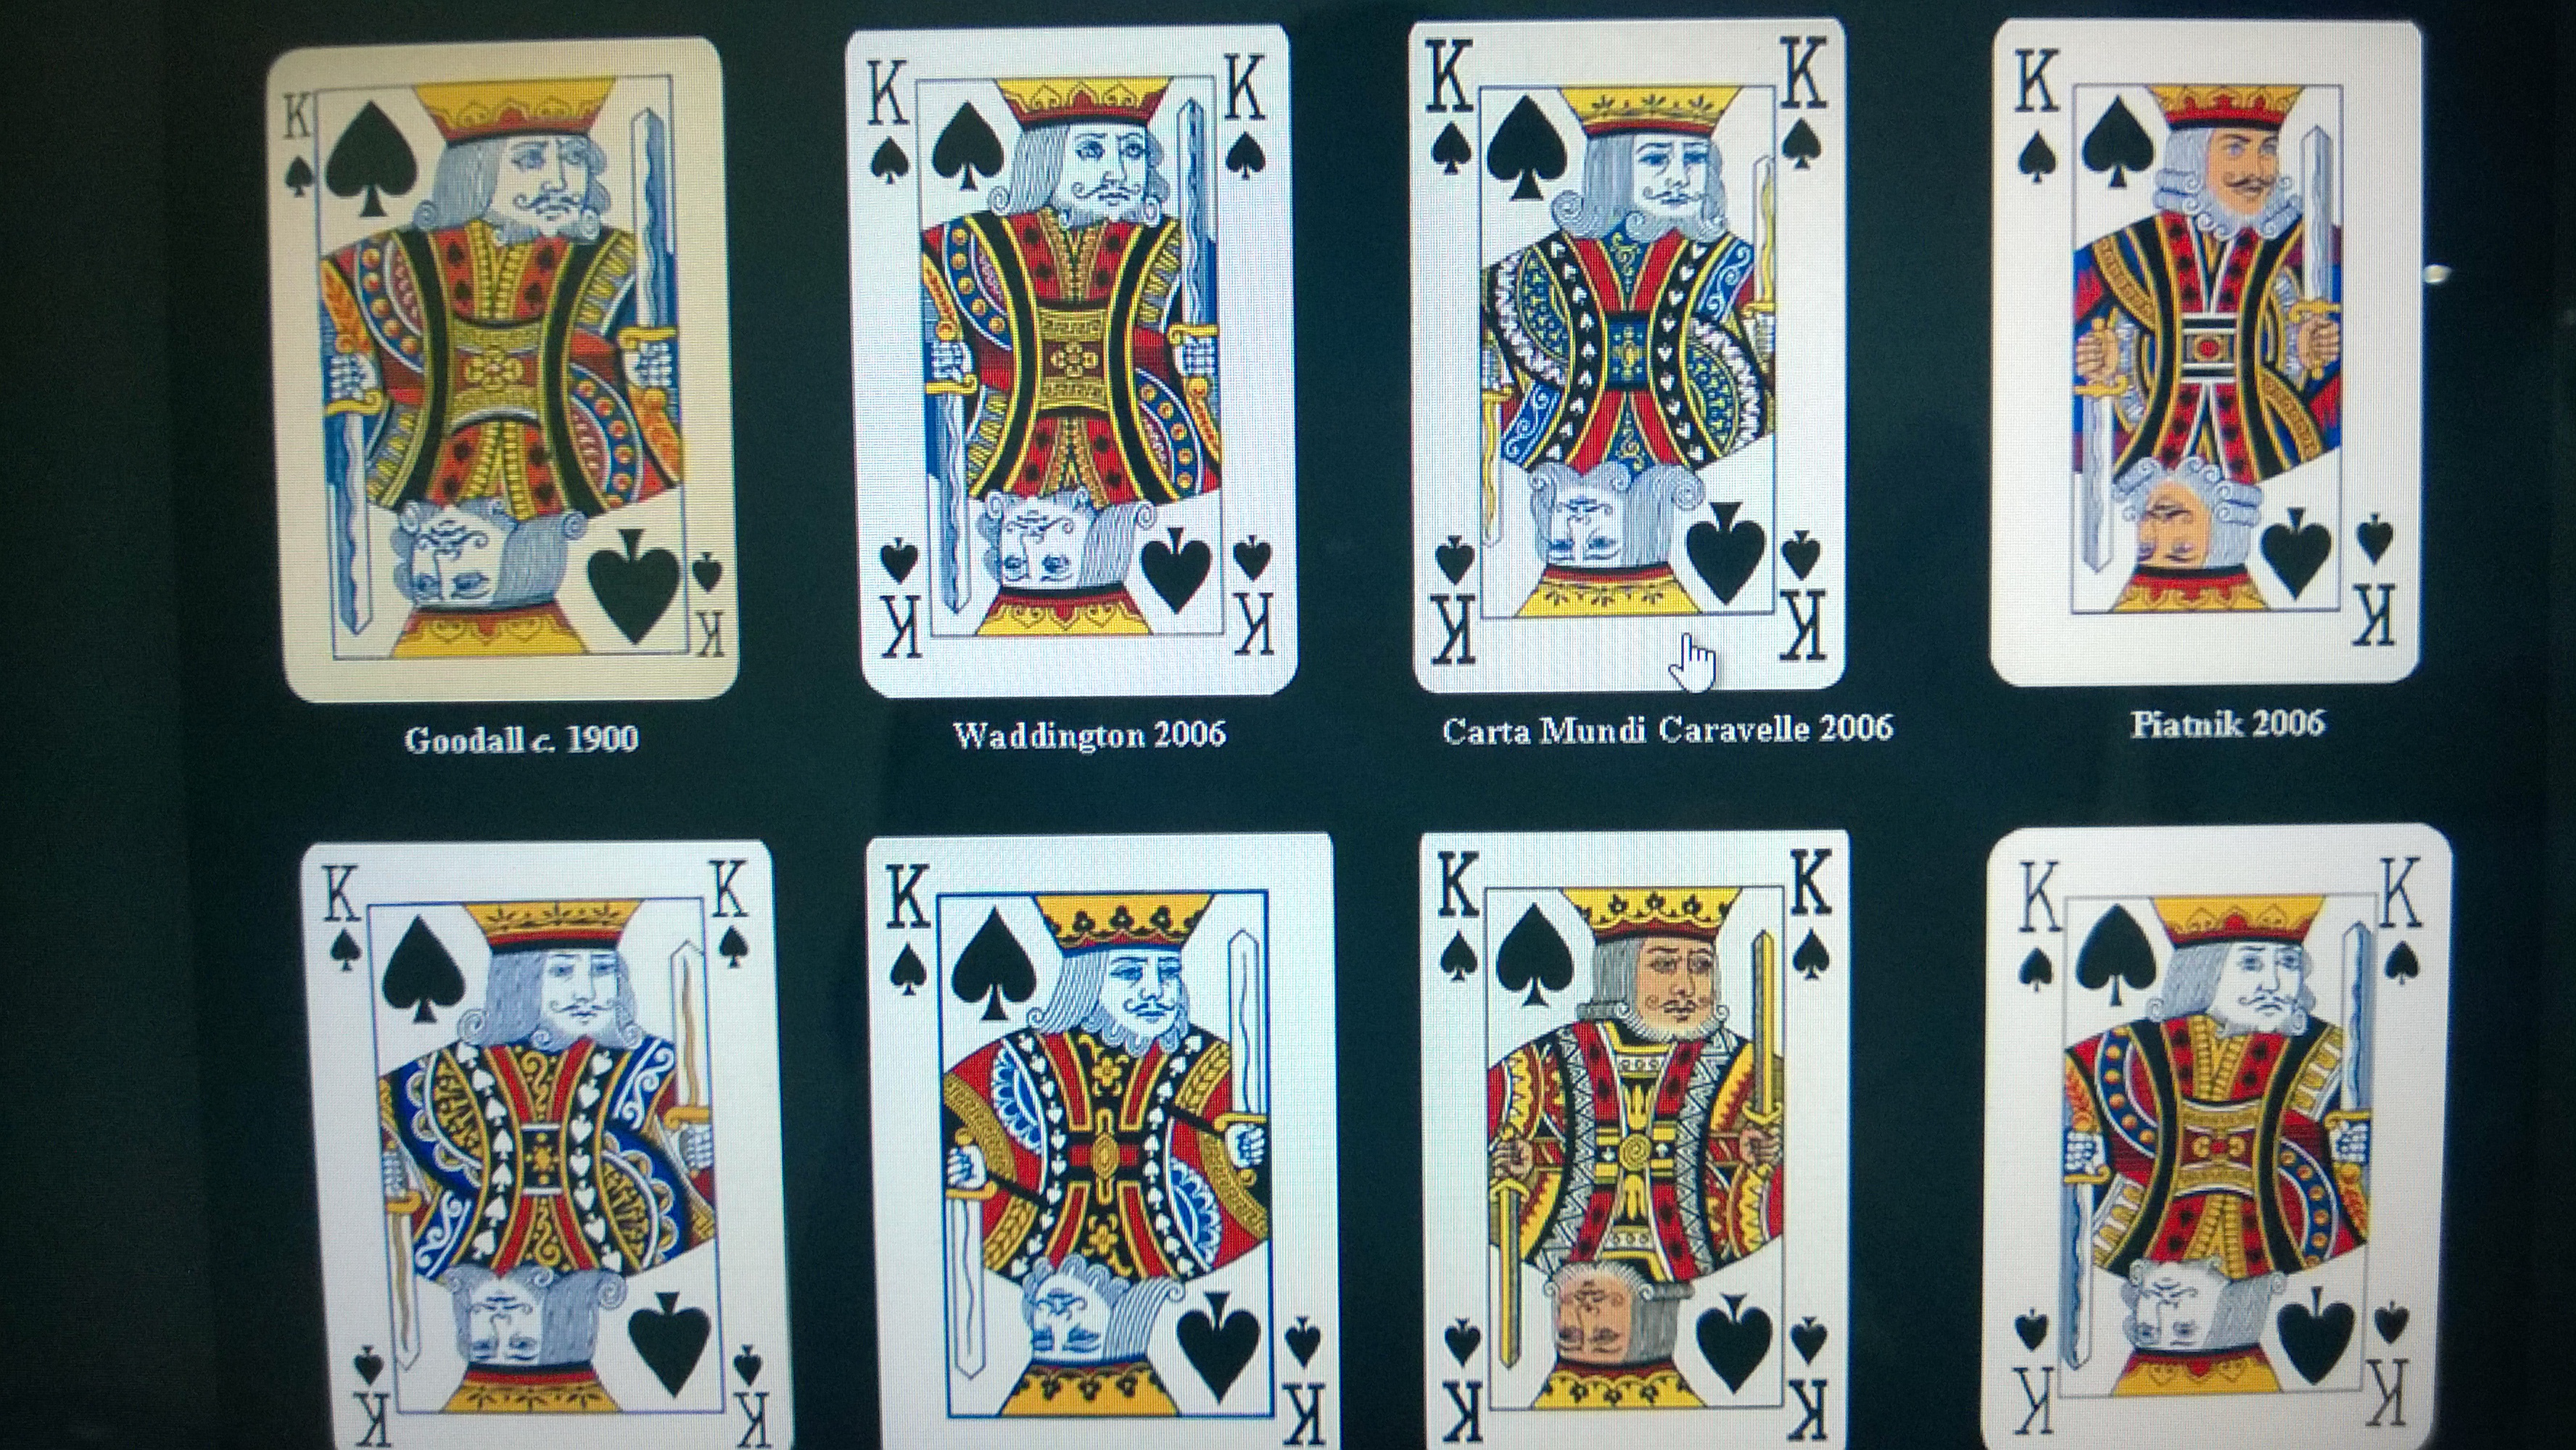 K K K K K K K
Goodall c. 1900
Waddington 2006
Carta Mundi Caravelle 2006
Piatnik 2006
K K K K K K K
K K K K K K
K K K K K K K